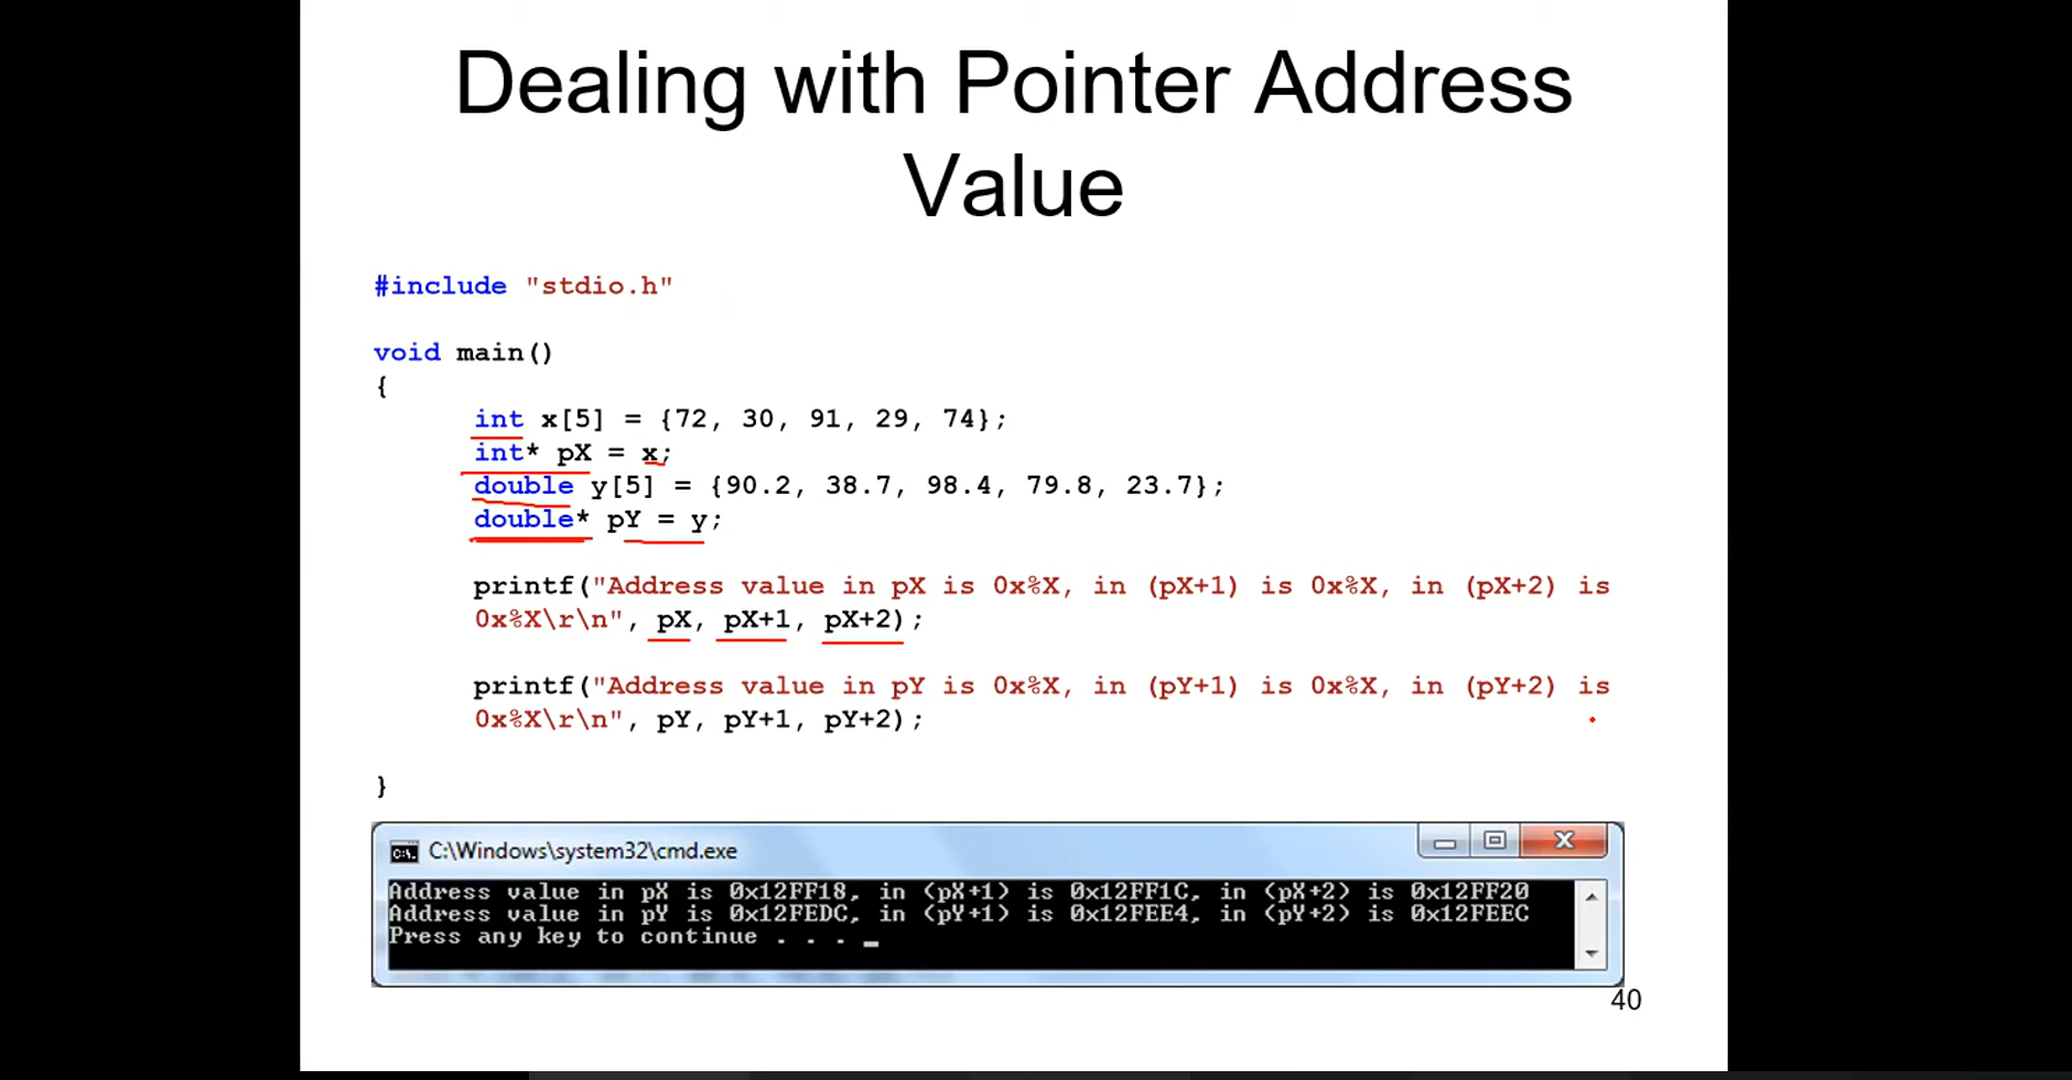 Dealing with Pointer Address
Value
#include "stdio.h"
void main()
{
int x[5] = {72, 30, 91, 29, 74};
int* pX = x;
double y[5] = {90.2, 38.7, 98.4, 79.8, 23.7};
double* pY = y;
printf("Address value in pX is 0x%X, in (pX+1) is 0x%X, in (pX+2) is
0x%X\r\n", pX, pX+1, pX+2);
printf("Address value in pY is 0x%X, in (pY+1) is 0x%X, in (pY+2) is
0x%X\r\n", pY, pY+1, pY+2);
}
C:\Windows\system32\cmd.exe
Address value in pX is 0x12FF18, in (pX+1) is 0x12FF1C, in (pX+2) is 0x12FF20
Address value in pY is 0x12FEDC, in (pY+1) is 0x12FEE4, in (pY+2) is 0x12FEEC
Press any key to continue . . . _
40